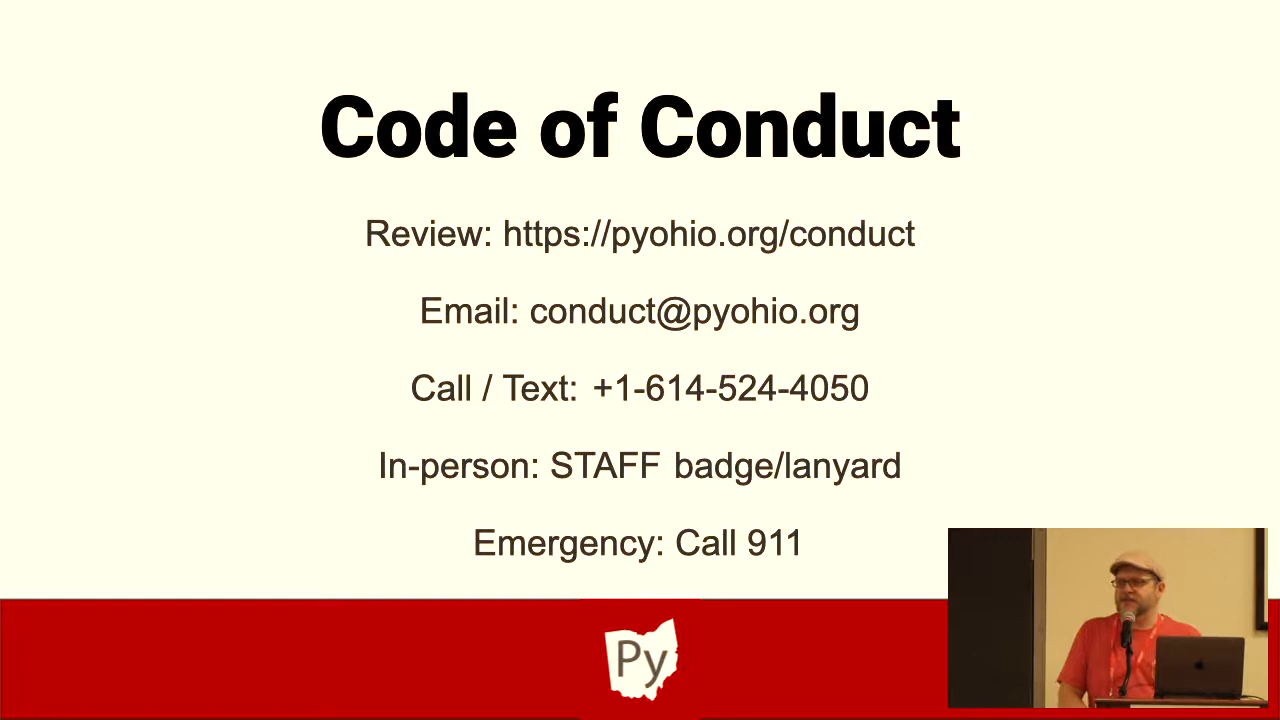 Code of Conduct
Review: https://pyohio.org/conduct
Email: conduct@pyohio.org
Call / Text: +1-614-524-4050
In-person: STAFF badge/lanyard
Emergency: Call 911
Py